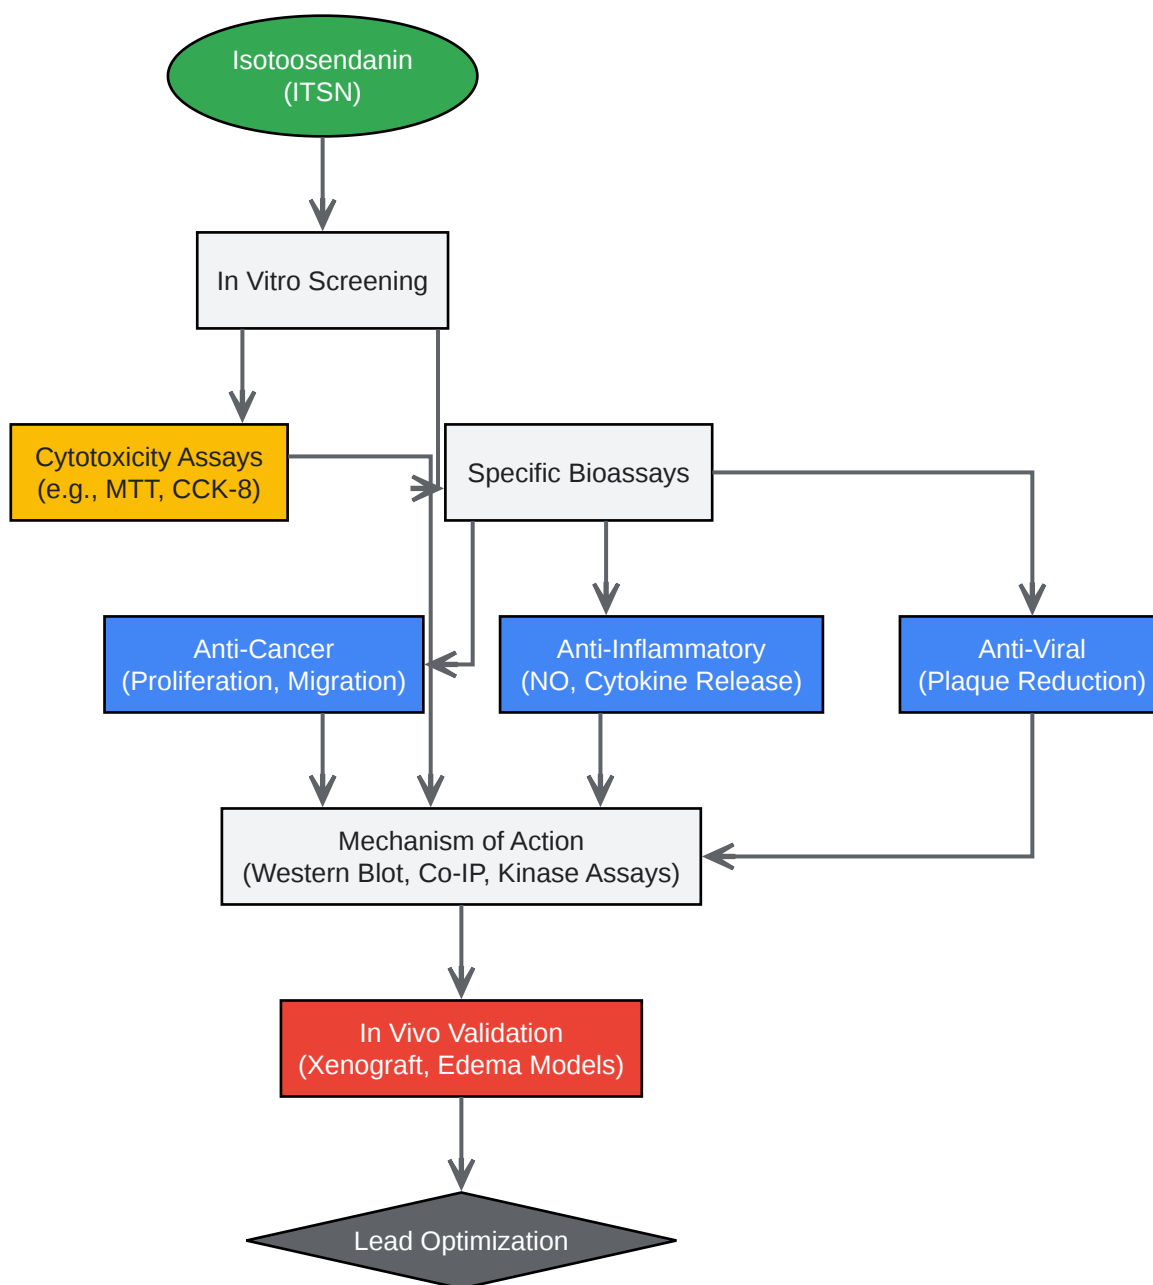 Isotoosendanin
(ITSN)
In Vitro Screening
Cytotoxicity Assays
(e.g., MTT, CCK-8)
Specific Bioassays
Anti-Cancer
(Proliferation, Migration)
Anti-Inflammatory
(NO, Cytokine Release)
Anti-Viral
(Plaque Reduction)
Mechanism of Action
(Western Blot, Co-IP, Kinase Assays)
In Vivo Validation
(Xenograft, Edema Models)
Lead Optimization